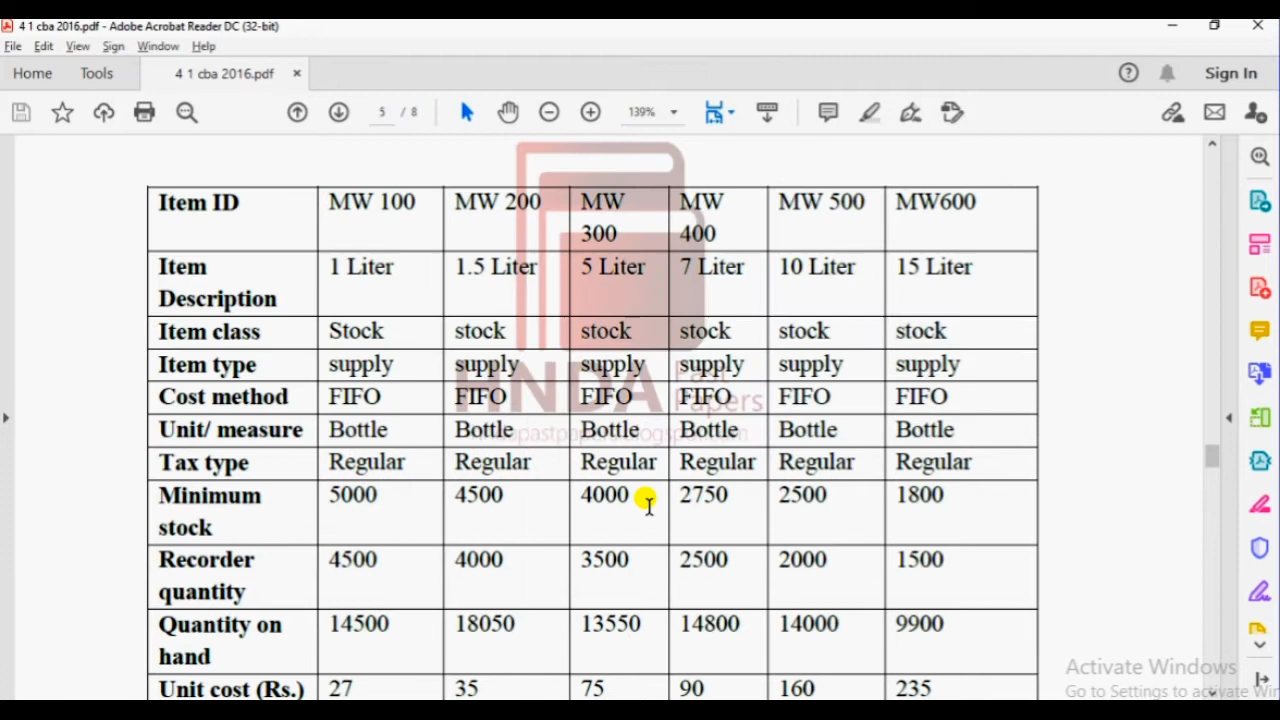 4 1 cba 2016.pdf - Adobe Acrobat Reader DC (32-bit)
File Edit View Sign Window Help
Home Tools 4 1 cba 2016.pdf × Sign In
5 / 8 139%
Item ID MW 100 MW 200 MW 300 MW 400 MW 500 MW600
Item Description 1 Liter 1.5 Liter 5 Liter 7 Liter 10 Liter 15 Liter
Item class Stock stock stock stock stock stock
Item type supply supply supply supply supply supply
Cost method FIFO FIFO FIFO FIFO FIFO FIFO
Unit/ measure Bottle Bottle Bottle Bottle Bottle Bottle
Tax type Regular Regular Regular Regular Regular Regular
Minimum stock 5000 4500 4000 2750 2500 1800
Recorder quantity 4500 4000 3500 2500 2000 1500
Quantity on hand 14500 18050 13550 14800 14000 9900
Unit cost (Rs.) 27 35 75 90 160 235
HNDA Past Papers
Activate Windows
Go to Settings to activate Win